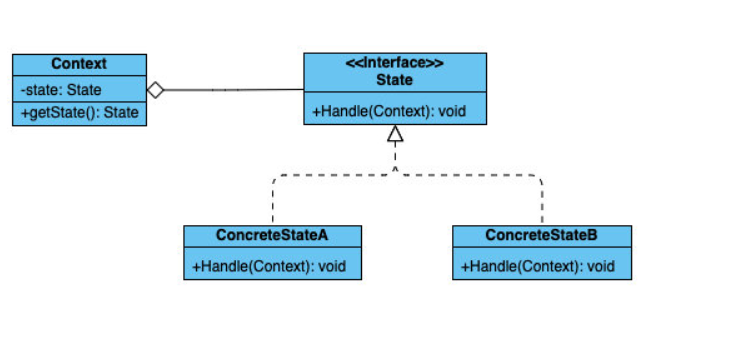 Context
-state: State
+getState(): State
<<Interface>>
State
+Handle(Context): void
ConcreteStateA
+Handle(Context): void
ConcreteStateB
+Handle(Context): void